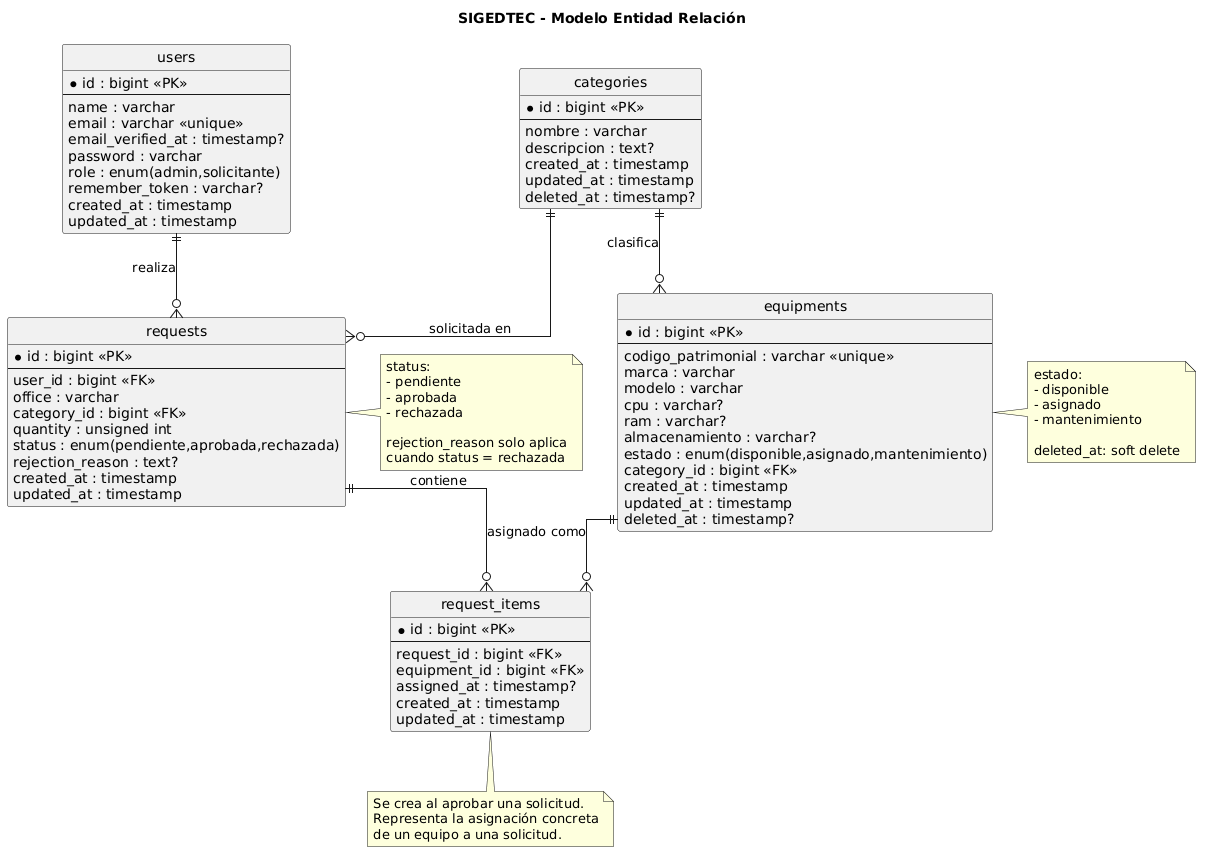 SIGEDTEC - Modelo Entidad Relación
users
id : bigint «PK»
name : varchar
email : varchar «unique»
email_verified_at : timestamp?
password : varchar
role : enum(admin,solicitante)
remember_token : varchar?
created_at : timestamp
updated_at : timestamp
categories
id : bigint «PK»
nombre : varchar
descripcion : text?
created_at : timestamp
updated_at : timestamp
deleted_at : timestamp?
realiza
clasifica
solicitada en
requests
id : bigint «PK»
user_id : bigint «FK»
office : varchar
category_id : bigint «FK»
quantity : unsigned int
status : enum(pendiente,aprobada,rechazada)
rejection_reason : text?
created_at : timestamp
updated_at : timestamp
status:
- pendiente
- aprobada
- rechazada
rejection_reason solo aplica
cuando status = rechazada
equipments
id : bigint «PK»
codigo_patrimonial : varchar «unique»
marca : varchar
modelo : varchar
cpu : varchar?
ram : varchar?
almacenamiento : varchar?
estado : enum(disponible,asignado,mantenimiento)
category_id : bigint «FK»
created_at : timestamp
updated_at : timestamp
deleted_at : timestamp?
estado:
- disponible
- asignado
- mantenimiento
deleted_at: soft delete
contiene
asignado como
request_items
id : bigint «PK»
request_id : bigint «FK»
equipment_id : bigint «FK»
assigned_at : timestamp?
created_at : timestamp
updated_at : timestamp
Se crea al aprobar una solicitud.
Representa la asignación concreta
de un equipo a una solicitud.